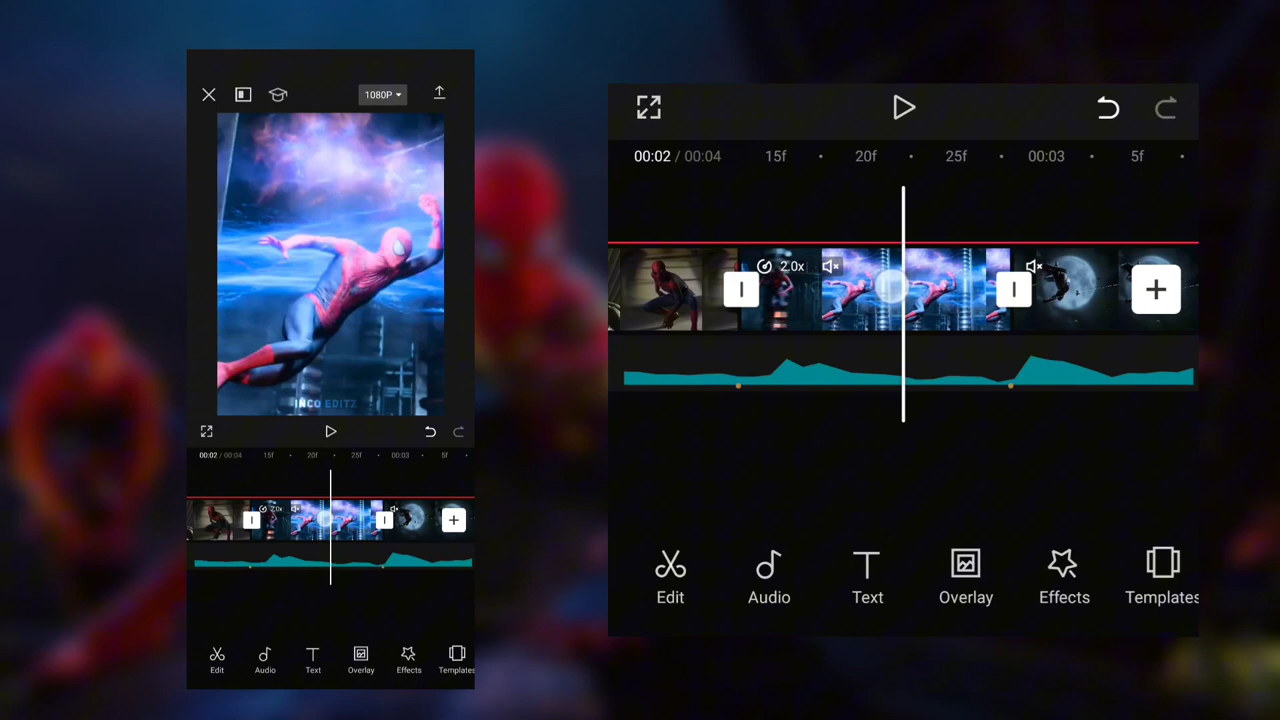 1080P
INCO EDITZ
00:02 / 00:04 15f 20f 25f 00:03 5f
2.0x
Edit Audio Text Overlay Effects Templates
00:02 / 00:04 15f 20f 25f 00:03 5f
2.0x
Edit Audio Text Overlay Effects Templates